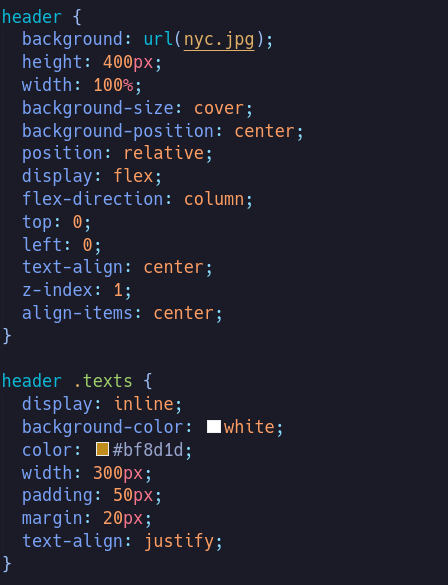 header {
  background: url(nyc.jpg);
  height: 400px;
  width: 100%;
  background-size: cover;
  background-position: center;
  position: relative;
  display: flex;
  flex-direction: column;
  top: 0;
  left: 0;
  text-align: center;
  z-index: 1;
  align-items: center;
}

header .texts {
  display: inline;
  background-color: white;
  color: #bf8d1d;
  width: 300px;
  padding: 50px;
  margin: 20px;
  text-align: justify;
}